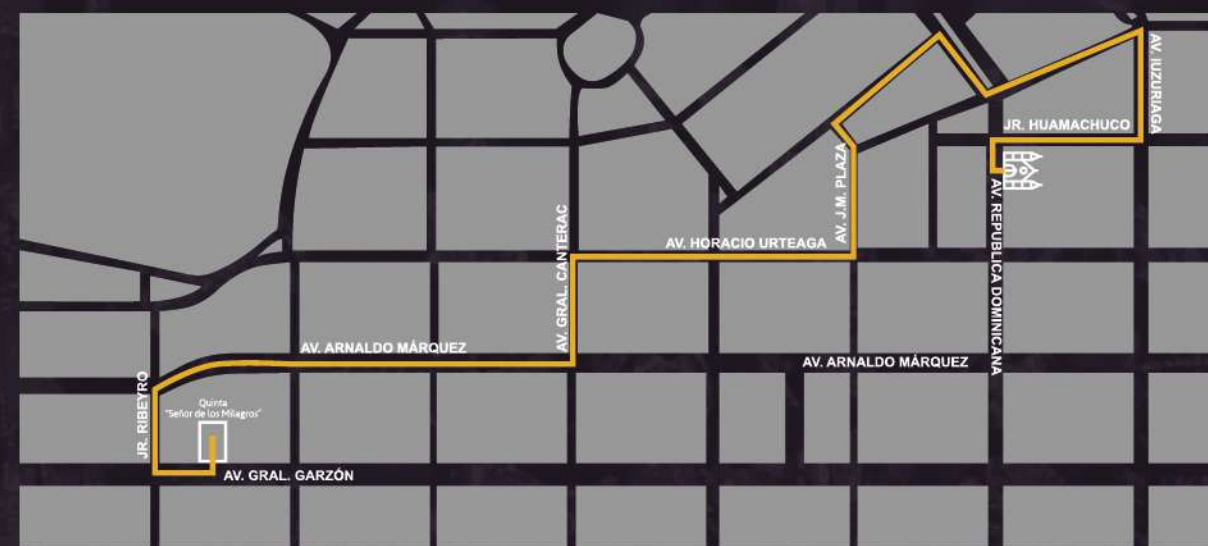 AV. IUZURIAGA
JR. HUAMACHUCO
AV. J.M. PLAZA
AV. REPUBLICA DOMINICANA
AV. HORACIO URTEAGA
AV. GRAL. CANTERAC
AV. ARNALDO MÁRQUEZ
AV. ARNALDO MÁRQUEZ
JR. RIBEYRO
Quinta
"Señor de los Milagros"
AV. GRAL. GARZÓN